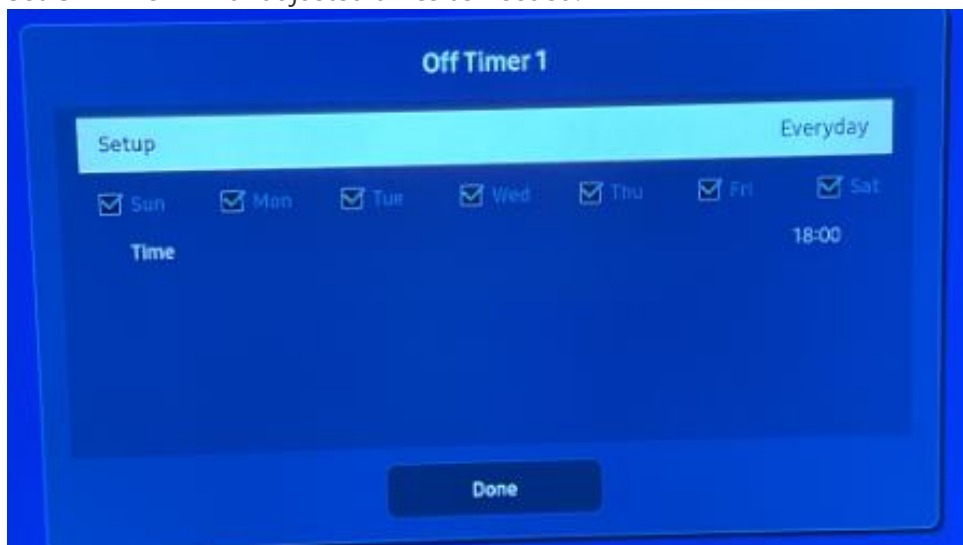 Off Timer 1
Setup Everyday
Sun Mon Tue Wed Thu Fri Sat
Time 18:00
Done